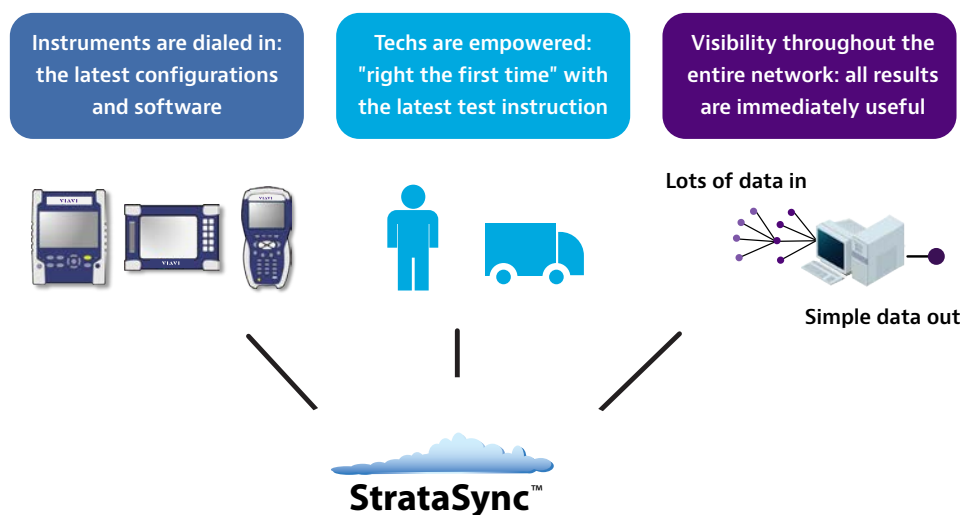 Instruments are dialed in:
the latest configurations
and software
Techs are empowered:
"right the first time" with
the latest test instruction
Visibility throughout the
entire network: all results
are immediately useful
VIAVI
VIAVI
VIAVI
Lots of data in
Simple data out
StrataSync™